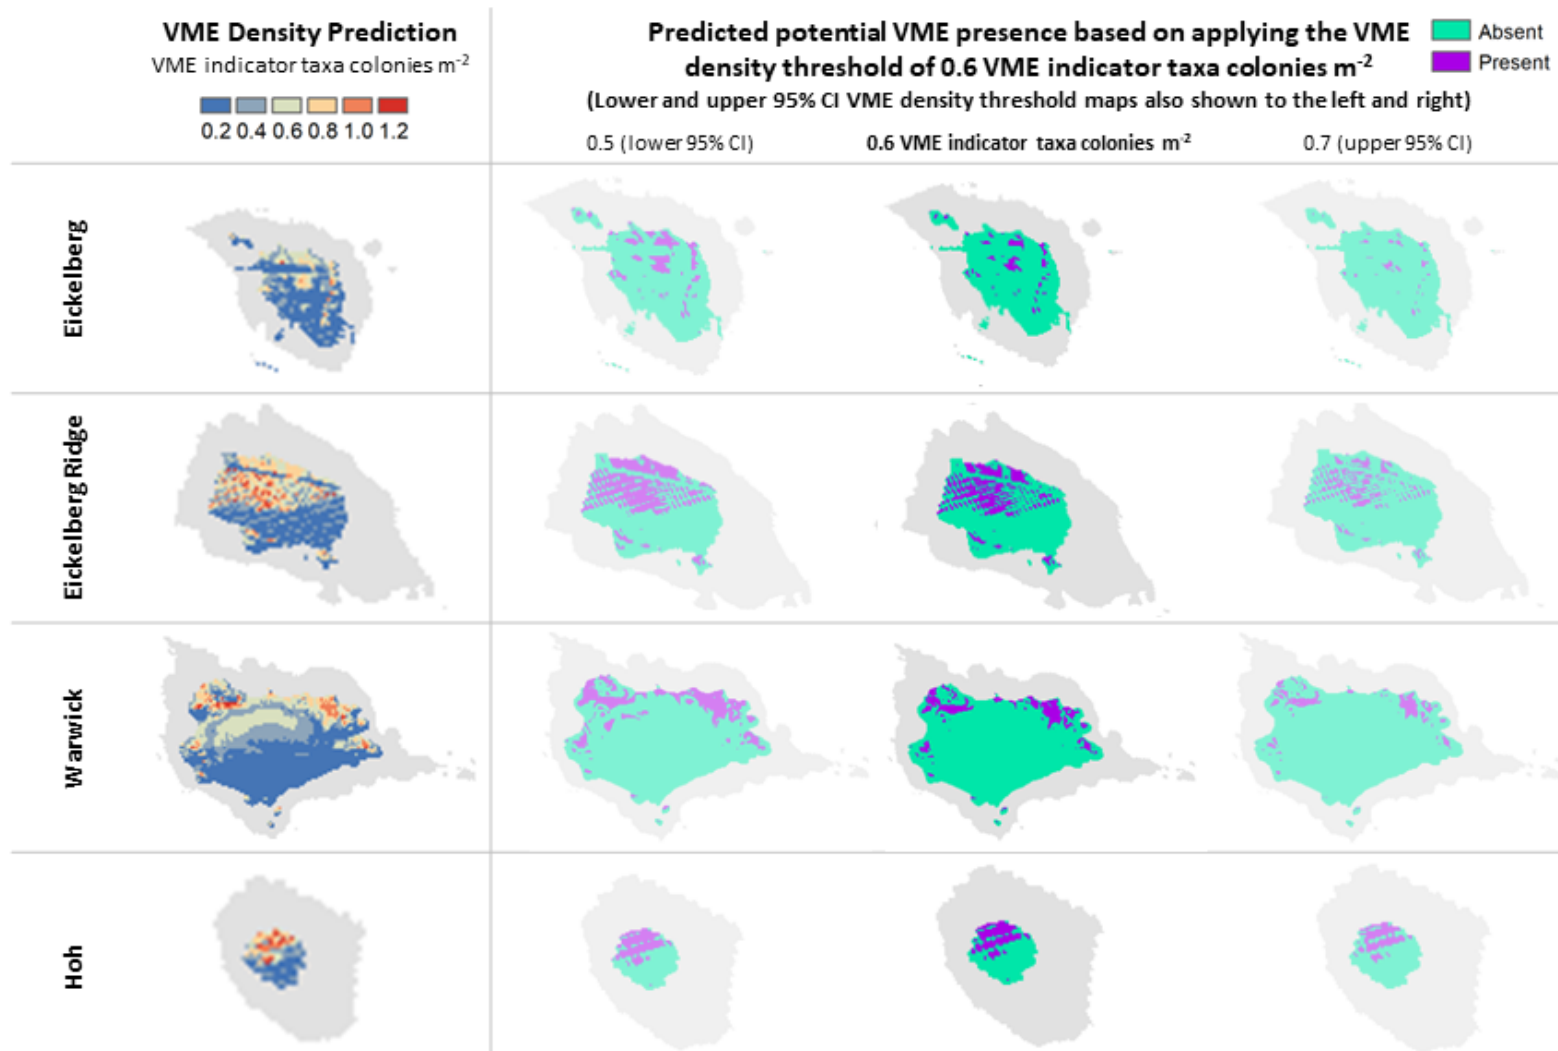 VME Density Prediction
VME indicator taxa colonies m-2
0.2 0.4 0.6 0.8 1.0 1.2
Predicted potential VME presence based on applying the VME
density threshold of 0.6 VME indicator taxa colonies m-2
(Lower and upper 95% CI VME density threshold maps also shown to the left and right)
Absent
Present
0.5 (lower 95% CI)
0.6 VME indicator taxa colonies m-2
0.7 (upper 95% CI)
Eickelberg
Eickelberg Ridge
Warwick
Hoh